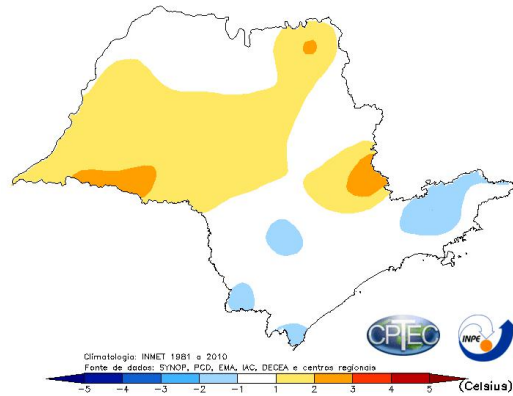 CPTEC
INPE
Climatologia: INMET 1981 a 2010
Fonte de dados: SYNOP, PCD, EMA, IAC, DECEA e centros regionais
-5 -4 -3 -2 -1 1 2 3 4 5 (Celsius)